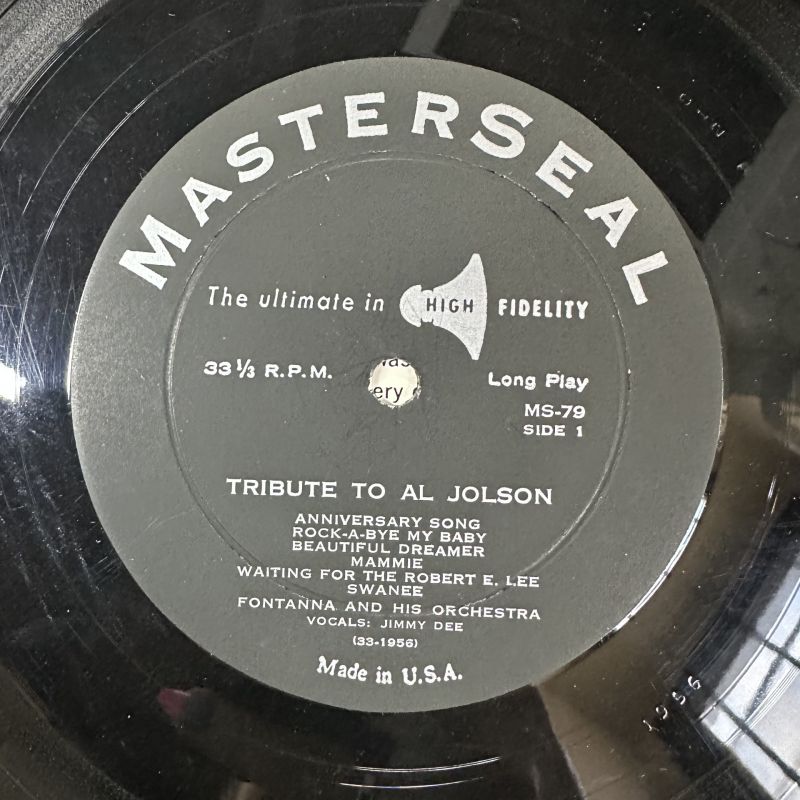 MASTERSEAL
The ultimate in HIGH FIDELITY
33 1/3 R.P.M.
Long Play
MS-79
SIDE 1
ery
TRIBUTE TO AL JOLSON
ANNIVERSARY SONG
ROCK-A-BYE MY BABY
BEAUTIFUL DREAMER
MAMMIE
WAITING FOR THE ROBERT E. LEE
SWANEE
FONTANNA AND HIS ORCHESTRA
VOCALS: JIMMY DEE
(33-1956)
Made in U.S.A.
1956